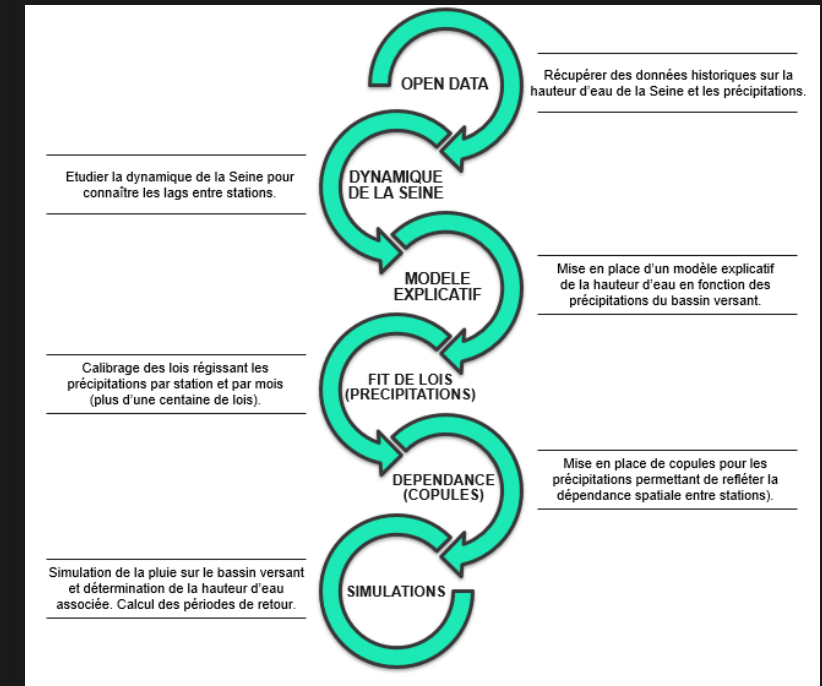 OPEN DATA
Récupérer des données historiques sur la
hauteur d'eau de la Seine et les précipitations.
DYNAMIQUE
DE LA SEINE
Etudier la dynamique de la Seine pour
connaître les lags entre stations.
MODELE
EXPLICATIF
Mise en place d'un modèle explicatif
de la hauteur d'eau en fonction des
précipitations du bassin versant.
FIT DE LOIS
(PRECIPITATIONS)
Calibrage des lois régissant les
précipitations par station et par mois
(plus d'une centaine de lois).
DEPENDANCE
(COPULES)
Mise en place de copules pour les
précipitations permettant de refléter la
dépendance spatiale entre stations).
SIMULATIONS
Simulation de la pluie sur le bassin versant
et détermination de la hauteur d'eau
associée. Calcul des périodes de retour.